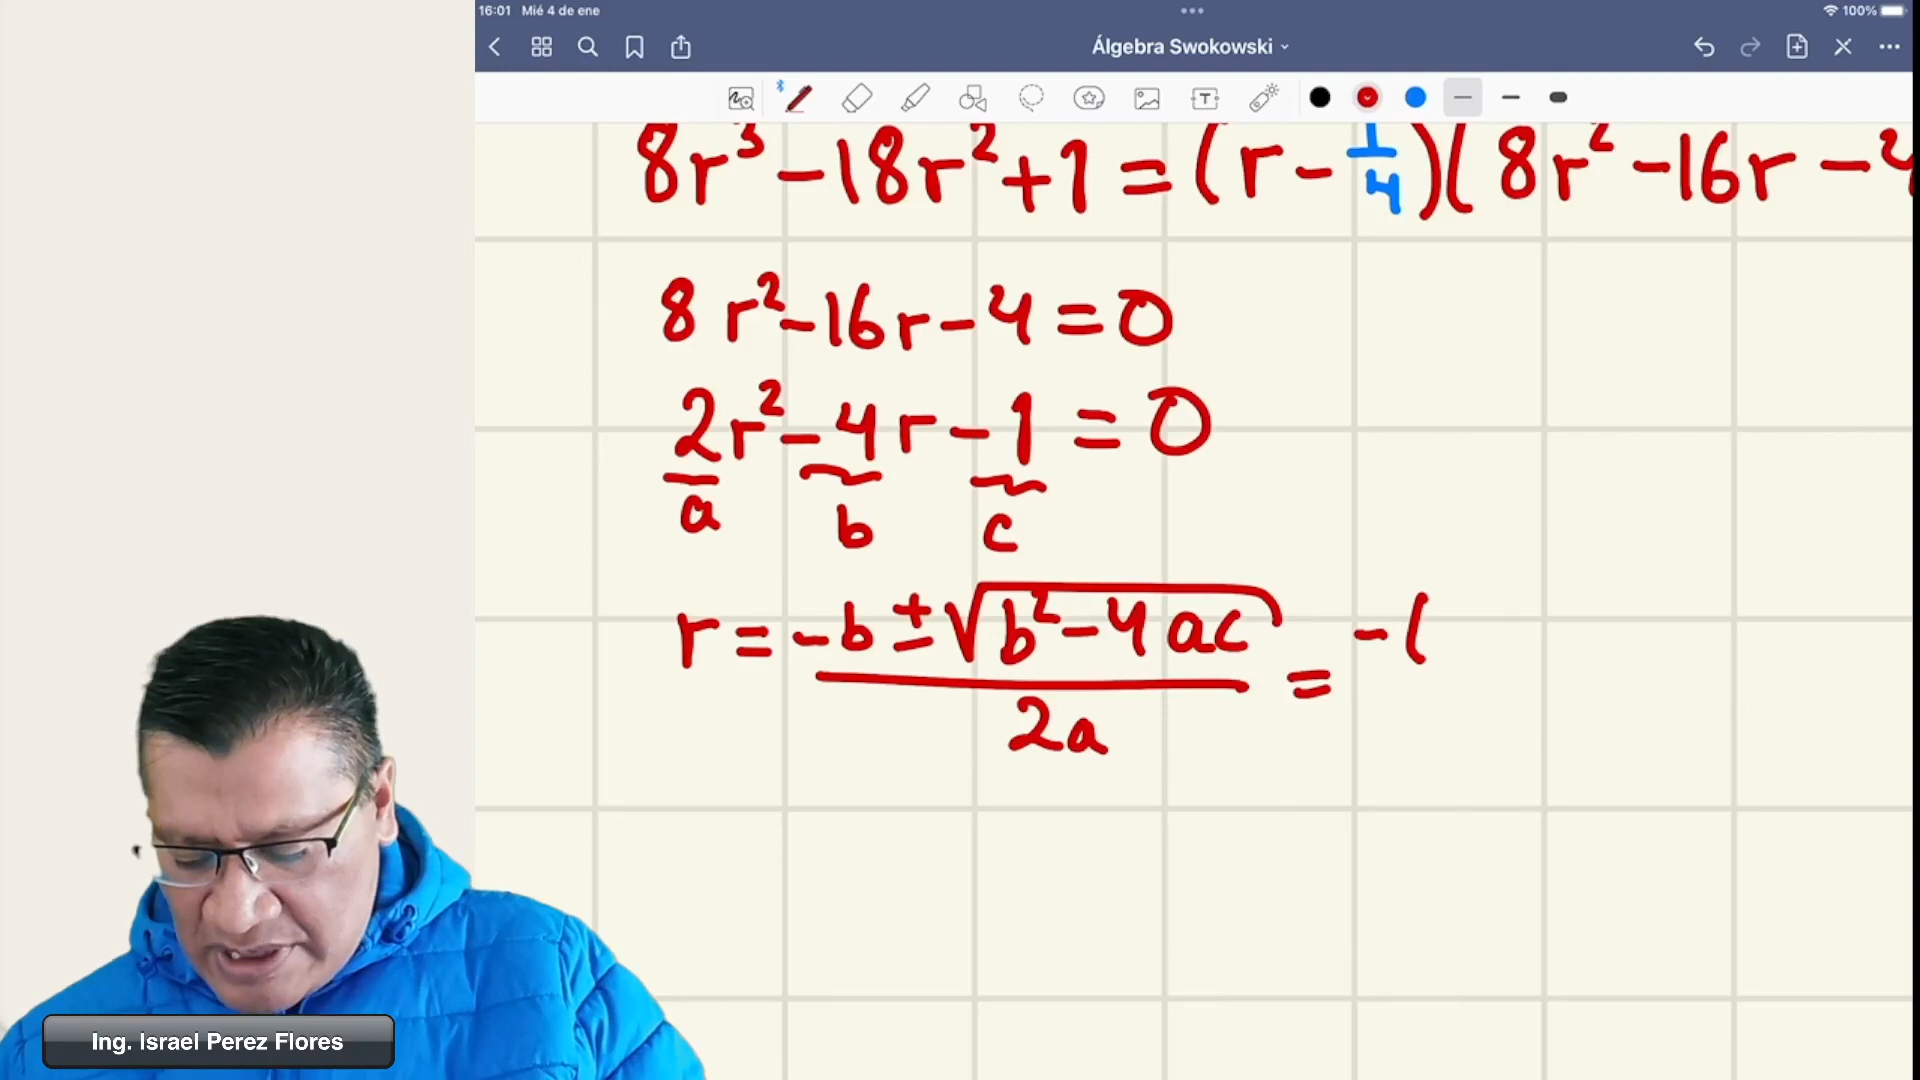 16:01 Mié 4 de ene
100%
Álgebra Swokowski
T
8r³ - 18r² + 1 = (r - 1/4)(8r² - 16r - 4
8r² - 16r - 4 = 0
2r² - 4r - 1 = 0
a b c
r = -b ± √b² - 4ac / 2a = -(
Ing. Israel Perez Flores